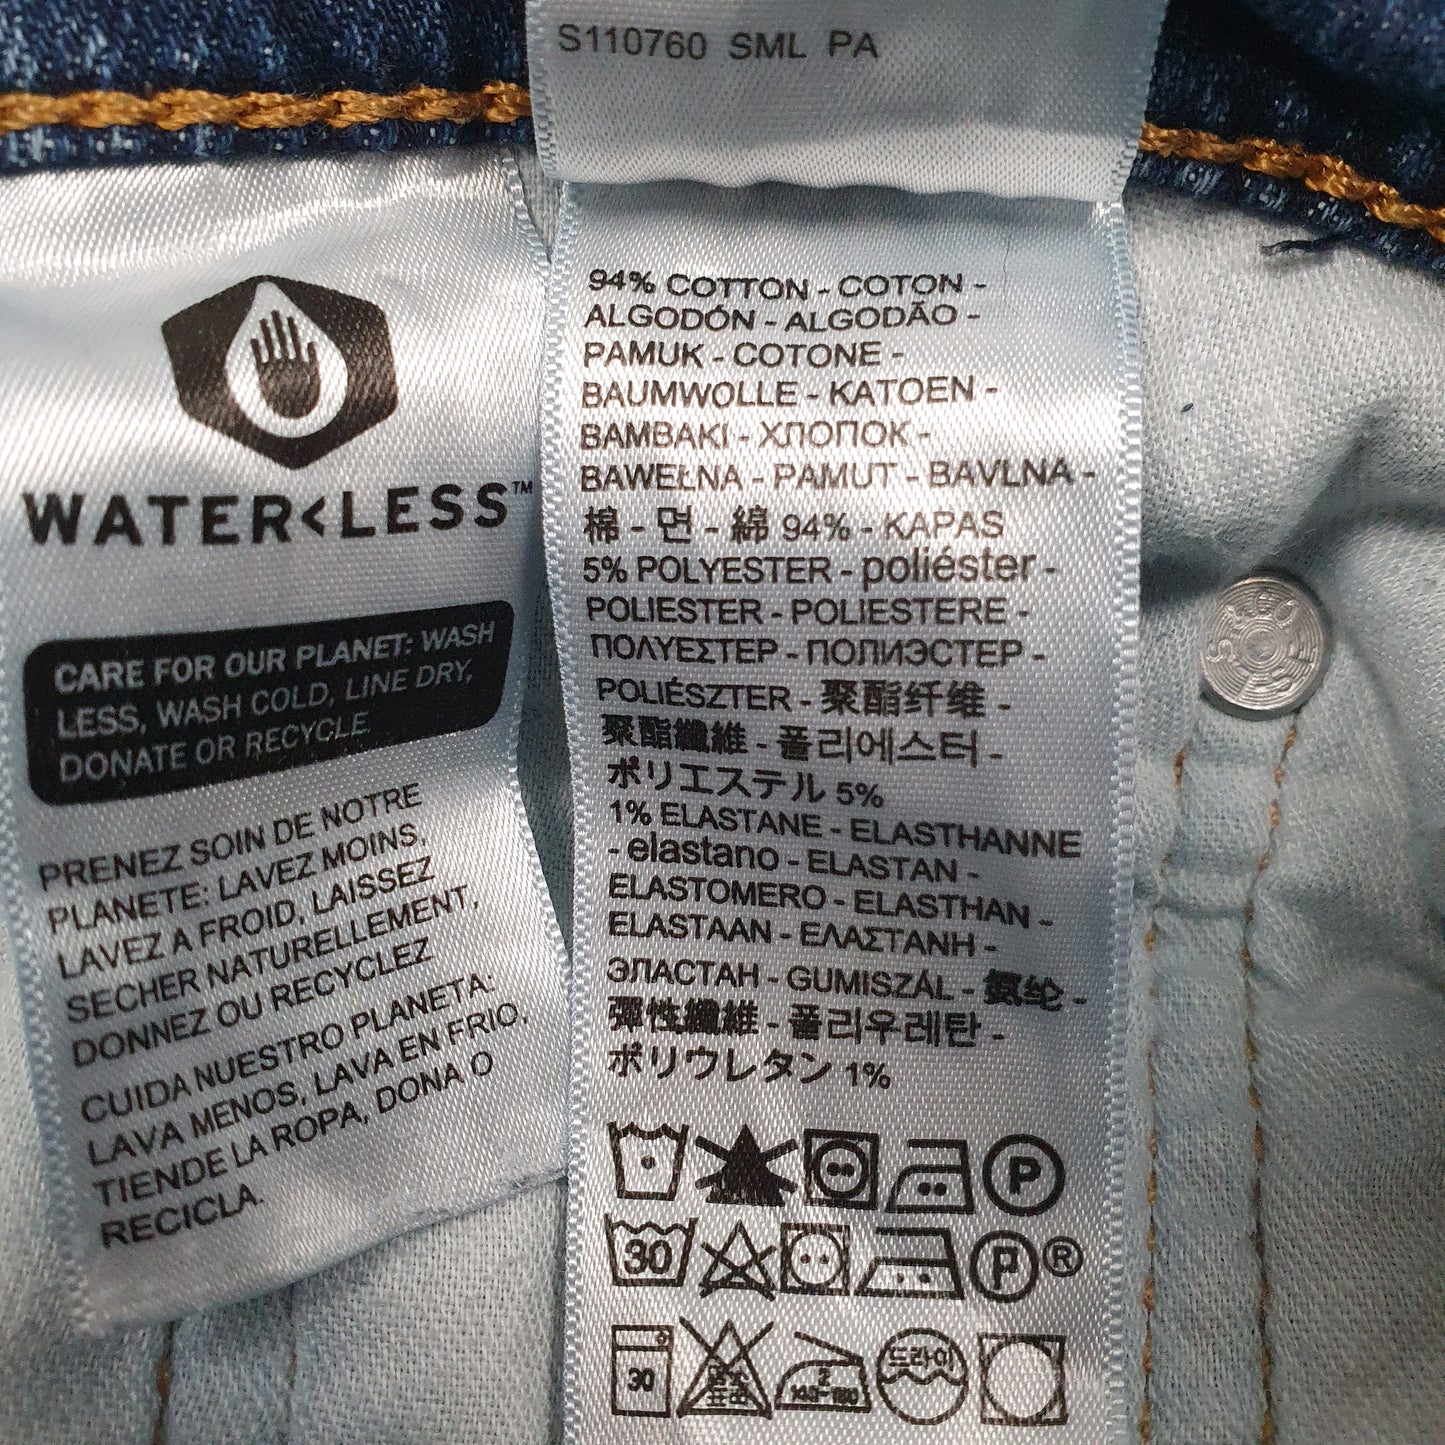 S110760 SML PA
WATER<LESS™
CARE FOR OUR PLANET: WASH
LESS, WASH COLD, LINE DRY,
DONATE OR RECYCLE
PRENEZ SOIN DE NOTRE
PLANETE: LAVEZ MOINS,
LAVEZ A FROID, LAISSEZ
SECHER NATURELLEMENT,
DONNEZ OU RECYCLEZ
CUIDA NUESTRO PLANETA:
LAVA MENOS, LAVA EN FRIO,
TIENDE LA ROPA, DONA O
RECICLA.
94% COTTON - COTON -
ALGODÓN - ALGODÃO -
PAMUK - COTONE -
BAUMWOLLE - KATOEN -
BAMBAKI - ХЛОПОК -
BAWEŁNA - PAMUT - BAVLNA -
棉 - 면 - 綿 94% - KAPAS
5% POLYESTER - poliéster -
POLIESTER - POLIESTERE -
ΠΟΛΥΕΣΤΕΡ - ПОЛИЭСТЕР -
POLIÉSZTER - 聚酯纤维 -
聚酯纖維 - 폴리에스터 -
ポリエステル 5%
1% ELASTANE - ELASTHANNE
- elastano - ELASTAN -
ELASTOMERO - ELASTHAN -
ELASTAAN - ΕΛΑΣΤΑΝΗ -
ЭЛАСТАН - GUMISZÁL - 氨纶 -
彈性纖維 - 폴리우레탄 -
ポリウレタン 1%
P
30 P ®
30 2 드라이